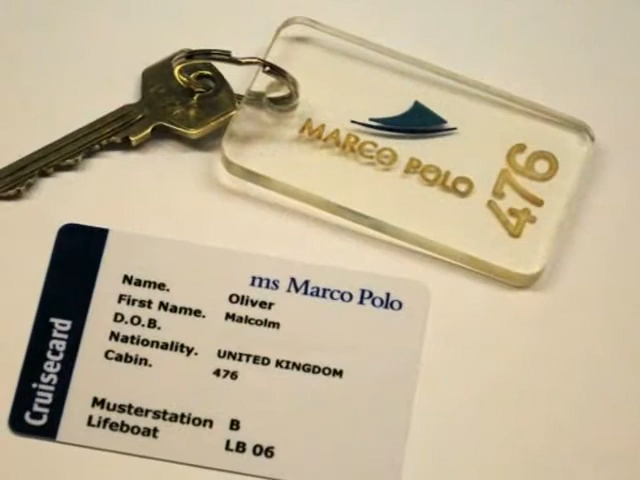 MARCO POLO
476
Cruisecard
ms Marco Polo
Name. Oliver
First Name. Malcolm
D.O.B.
Nationality. UNITED KINGDOM
Cabin. 476
Musterstation B
Lifeboat LB 06